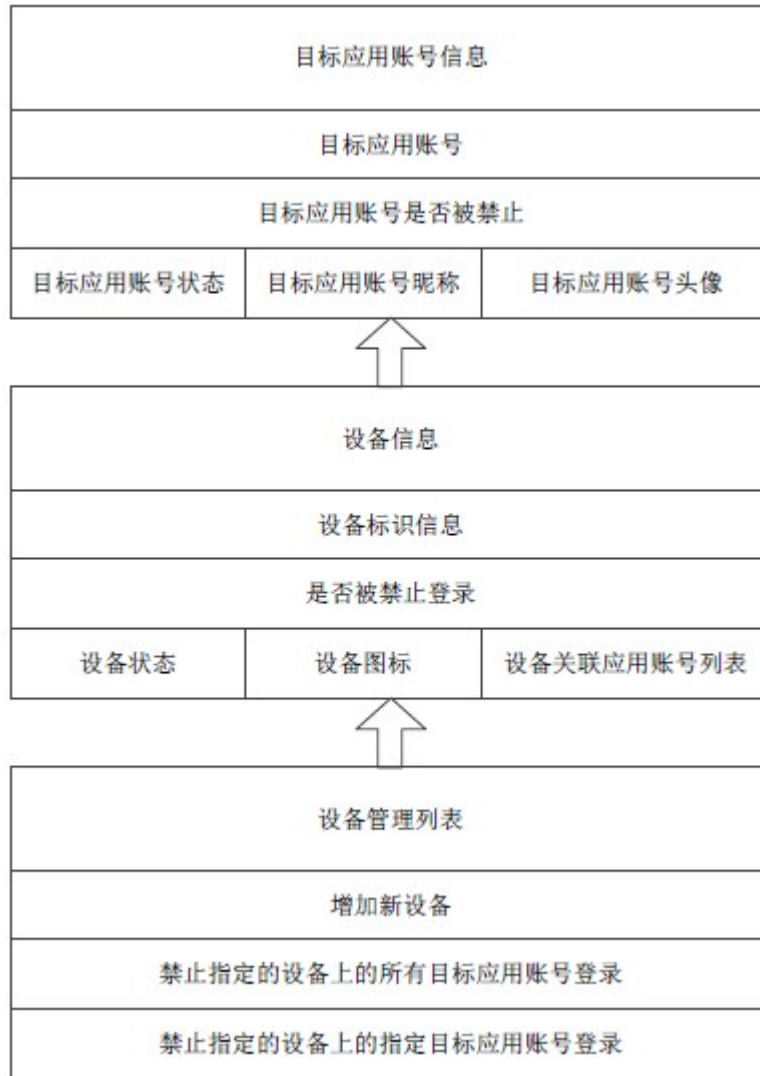 目标应用账号信息
目标应用账号
目标应用账号是否被禁止
目标应用账号状态
目标应用账号昵称
目标应用账号头像
设备信息
设备标识信息
是否被禁止登录
设备状态
设备图标
设备关联应用账号列表
设备管理列表
增加新设备
禁止指定的设备上的所有目标应用账号登录
禁止指定的设备上的指定目标应用账号登录